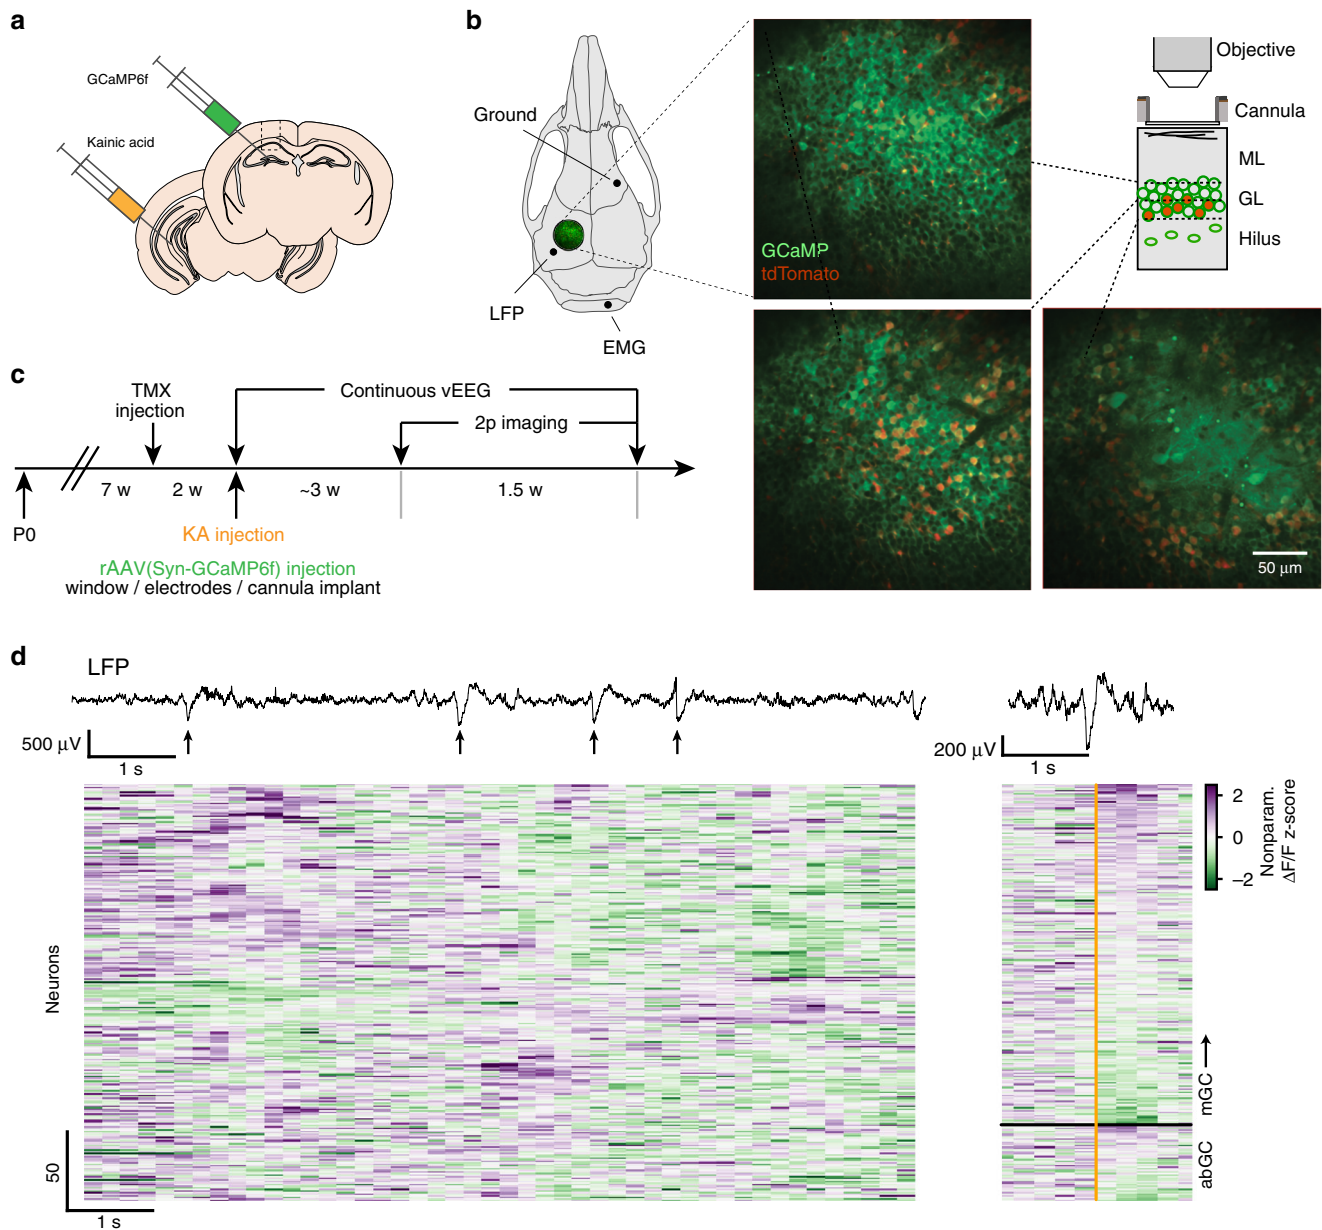 a
GCaMP6f
Kainic acid
b
Ground
LFP
EMG
GCaMP
tdTomato
50 μm
Objective
Cannula
ML
GL
Hilus
c
TMX
injection
Continuous vEEG
2p imaging
7 w
2 w
~3 w
1.5 w
P0
KA injection
rAAV(Syn-GCaMP6f) injection
window / electrodes / cannula implant
d
LFP
500 μV
1 s
200 μV
1 s
Neurons
50
1 s
2
0
–2
Nonparam.
ΔF/F z-score
mGC
abGC